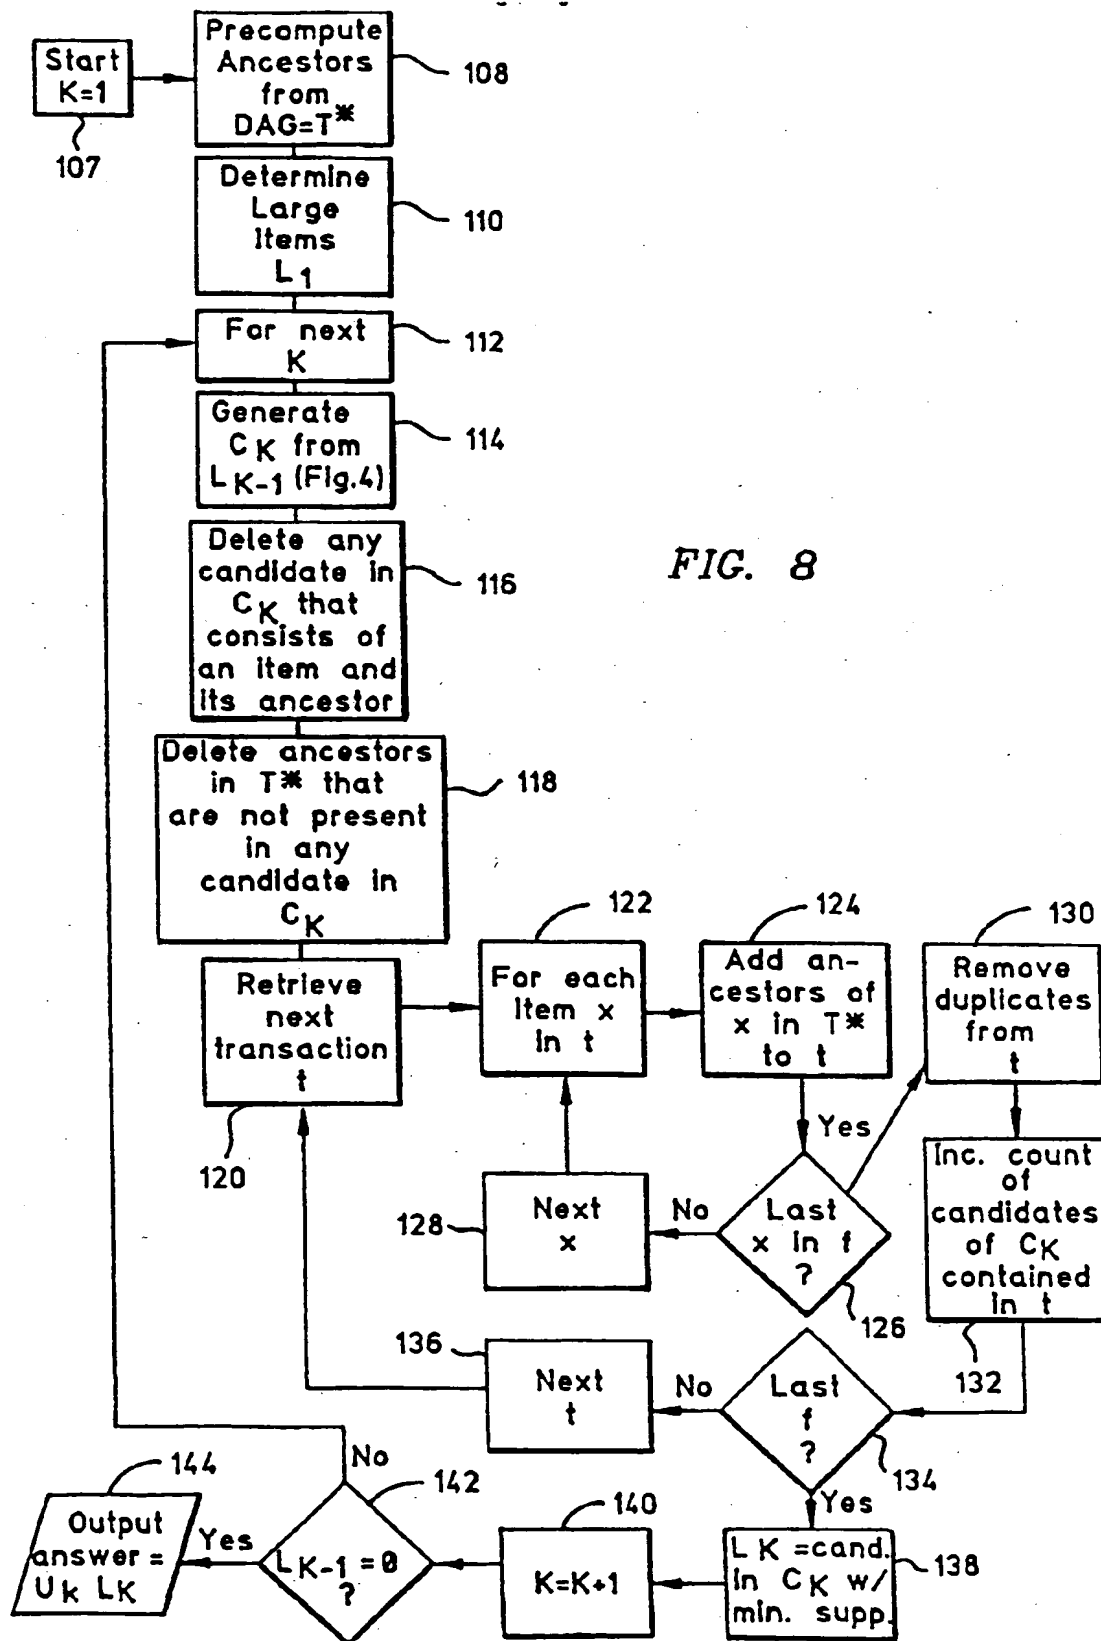 Start
K=1
107
Precompute
Ancestors
from
DAG=T*
108
Determine
Large
Items
L1
110
For next
K
112
Generate
CK from
LK-1 (Fig.4)
114
Delete any
candidate in
CK that
consists of
an item and
its ancestor
116
FIG. 8
Delete ancestors
in T* that
are not present
in any
candidate in
CK
118
Retrieve
next
transaction
t
120
For each
Item x
in t
122
Add an-
cestors of
x in T*
to t
124
Yes
Remove
duplicates
from
t
130
Next
x
128
No
Last
x in f
?
126
Inc. count
of
candidates
of CK
contained
in t
132
Next
t
136
No
Last
f
?
134
Yes
LK =cand.
in CK w/
min. supp.
138
K=K+1
140
LK-1 = 0
?
142
No
Yes
Output
answer =
Uk LK
144